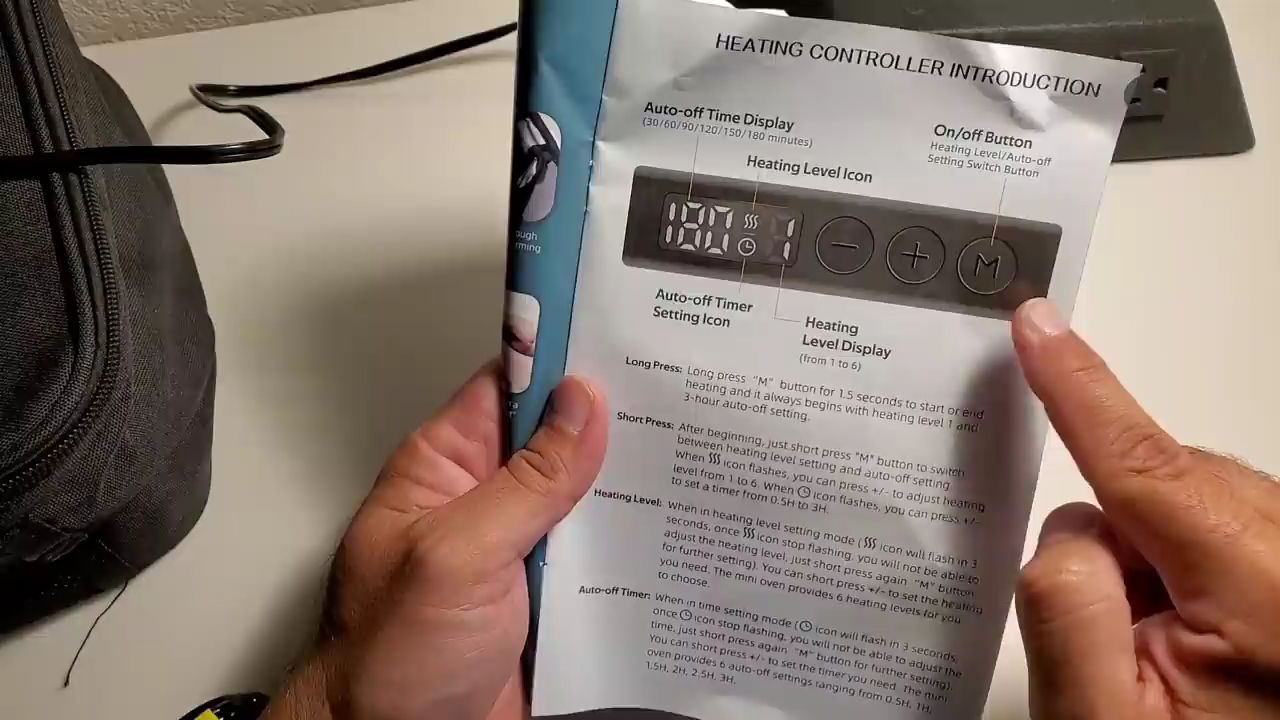 HEATING CONTROLLER INTRODUCTION
Auto-off Time Display
(30/60/90/120/150/180 minutes)
Heating Level Icon
On/off Button
Heating Level/Auto-off
Setting Switch Button
180
1
− + M
Auto-off Timer
Setting Icon
Heating
Level Display
(from 1 to 6)
Long Press: Long press "M" button for 1.5 seconds to start or end
heating and it always begins with heating level 1 and
3-hour auto-off setting.
Short Press: After beginning, just short press "M" button to switch
between heating level setting and auto-off setting.
When icon flashes, you can press +/- to adjust heating
level from 1 to 6. When icon flashes, you can press +/-
to set a timer from 0.5H to 3H.
Heating Level: When in heating level setting mode ( icon will flash in 3
seconds, once icon stop flashing, you will not be able to
adjust the heating level, just short press again "M" button
for further setting). You can short press +/- to set the heating
you need. The mini oven provides 6 heating levels for you
to choose.
Auto-off Timer: When in time setting mode ( icon will flash in 3 seconds,
once icon stop flashing, you will not be able to adjust the
time, just short press again "M" button for further setting).
You can short press +/- to set the timer you need. The mini
oven provides 6 auto-off settings ranging from 0.5H, 1H,
1.5H, 2H, 2.5H, 3H.